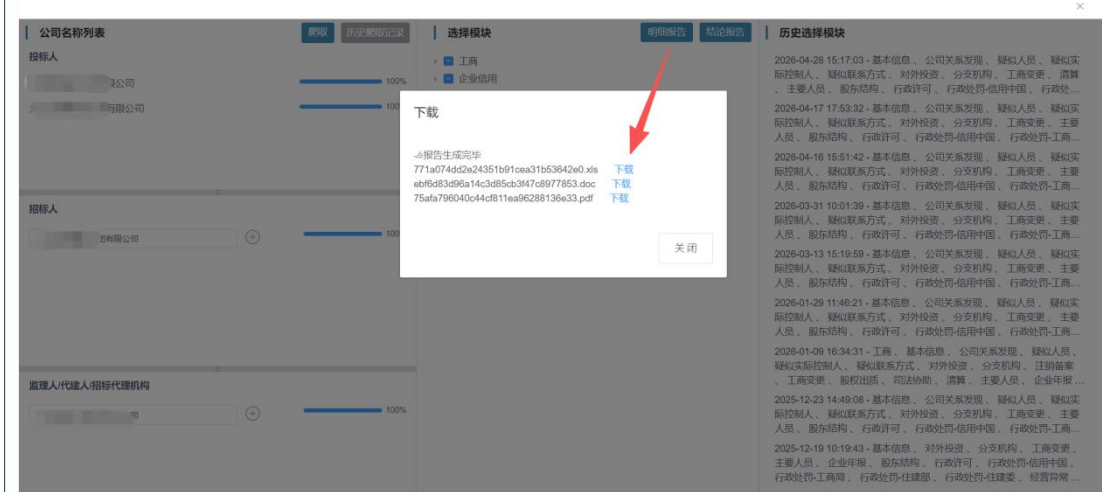 公司名称列表
爬取
历史爬取记录
投标人
限公司
100%
有限公司
100
招标人
团有限公司
100
监理人/代建人/招标代理机构
司
100%
选择模块
明细报告
结论报告
工商
企业信用
下载
报告生成完毕
771a074dd2e24351b91cea31b53642e0.xls 下载
ebf6d83d96a14c3d85cb3f47c8977853.doc 下载
75afa796040c44cf811ea96288136e33.pdf 下载
关闭
历史选择模块
2026-04-28 15:17:03 - 基本信息 、 公司关系发现 、 疑似人员 、 疑似实
际控制人 、 疑似联系方式 、 对外投资 、 分支机构 、 工商变更 、 清算
、 主要人员 、 股东结构 、 行政许可 、 行政处罚-信用中国 、 行政处...
2026-04-17 17:53:32 - 基本信息 、 公司关系发现 、 疑似人员 、 疑似实
际控制人 、 疑似联系方式 、 对外投资 、 分支机构 、 工商变更 、 主要
人员 、 股东结构 、 行政许可 、 行政处罚-信用中国 、 行政处罚-工商...
2026-04-16 15:51:42 - 基本信息 、 公司关系发现 、 疑似人员 、 疑似实
际控制人 、 疑似联系方式 、 对外投资 、 分支机构 、 工商变更 、 主要
人员 、 股东结构 、 行政许可 、 行政处罚-信用中国 、 行政处罚-工商...
2026-03-31 10:01:39 - 基本信息 、 公司关系发现 、 疑似人员 、 疑似实
际控制人 、 疑似联系方式 、 对外投资 、 分支机构 、 工商变更 、 主要
人员 、 股东结构 、 行政许可 、 行政处罚-信用中国 、 行政处罚-工商...
2026-03-13 15:19:59 - 基本信息 、 公司关系发现 、 疑似人员 、 疑似实
际控制人 、 疑似联系方式 、 对外投资 、 分支机构 、 工商变更 、 主要
人员 、 股东结构 、 行政许可 、 行政处罚-信用中国 、 行政处罚-工商...
2026-01-29 11:46:21 - 基本信息 、 公司关系发现 、 疑似人员 、 疑似实
际控制人 、 疑似联系方式 、 对外投资 、 分支机构 、 工商变更 、 主要
人员 、 股东结构 、 行政许可 、 行政处罚-信用中国 、 行政处罚-工商...
2026-01-09 16:34:31 - 工商 、 基本信息 、 公司关系发现 、 疑似人员 、
疑似实际控制人 、 疑似联系方式 、 对外投资 、 分支机构 、 注销备案
、 工商变更 、 股权出质 、 司法协助 、 清算 、 主要人员 、 企业年报 ...
2025-12-23 14:49:08 - 基本信息 、 公司关系发现 、 疑似人员 、 疑似实
际控制人 、 疑似联系方式 、 对外投资 、 分支机构 、 工商变更 、 主要
人员 、 股东结构 、 行政许可 、 行政处罚-信用中国 、 行政处罚-工商...
2025-12-19 10:19:43 - 基本信息 、 对外投资 、 分支机构 、 工商变更 、
主要人员 、 企业年报 、 股东结构 、 行政许可 、 行政处罚-信用中国 、
行政处罚-工商局 、 行政处罚-住建部 、 行政处罚-住建委 、 经营异常 ...